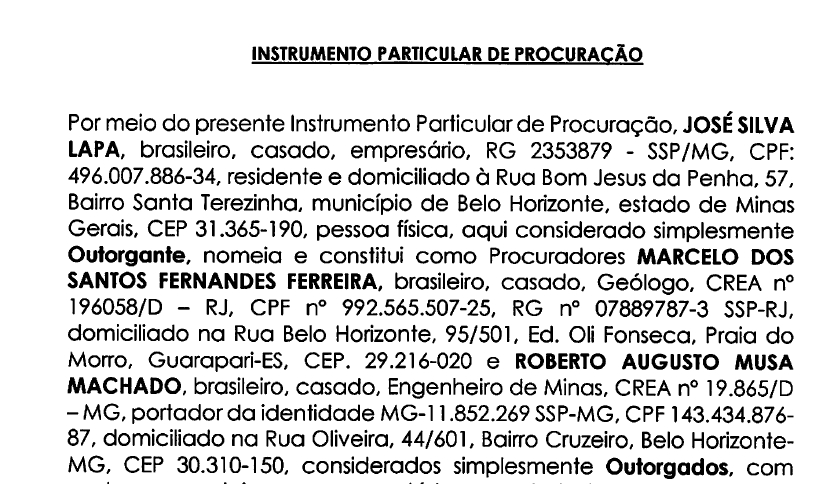 INSTRUMENTO PARTICULAR DE PROCURAÇÃO
Por meio do presente Instrumento Particular de Procuração, JOSÉ SILVA
LAPA, brasileiro, casado, empresário, RG 2353879 - SSP/MG, CPF:
496.007.886-34, residente e domiciliado à Rua Bom Jesus da Penha, 57,
Bairro Santa Terezinha, município de Belo Horizonte, estado de Minas
Gerais, CEP 31.365-190, pessoa física, aqui considerado simplesmente
Outorgante, nomeia e constitui como Procuradores MARCELO DOS
SANTOS FERNANDES FERREIRA, brasileiro, casado, Geólogo, CREA nº
196058/D – RJ, CPF nº 992.565.507-25, RG nº 07889787-3 SSP-RJ,
domiciliado na Rua Belo Horizonte, 95/501, Ed. Oli Fonseca, Praia do
Morro, Guarapari-ES, CEP. 29.216-020 e ROBERTO AUGUSTO MUSA
MACHADO, brasileiro, casado, Engenheiro de Minas, CREA nº 19.865/D
– MG, portador da identidade MG-11.852.269 SSP-MG, CPF 143.434.876-
87, domiciliado na Rua Oliveira, 44/601, Bairro Cruzeiro, Belo Horizonte-
MG, CEP 30.310-150, considerados simplesmente Outorgados, com